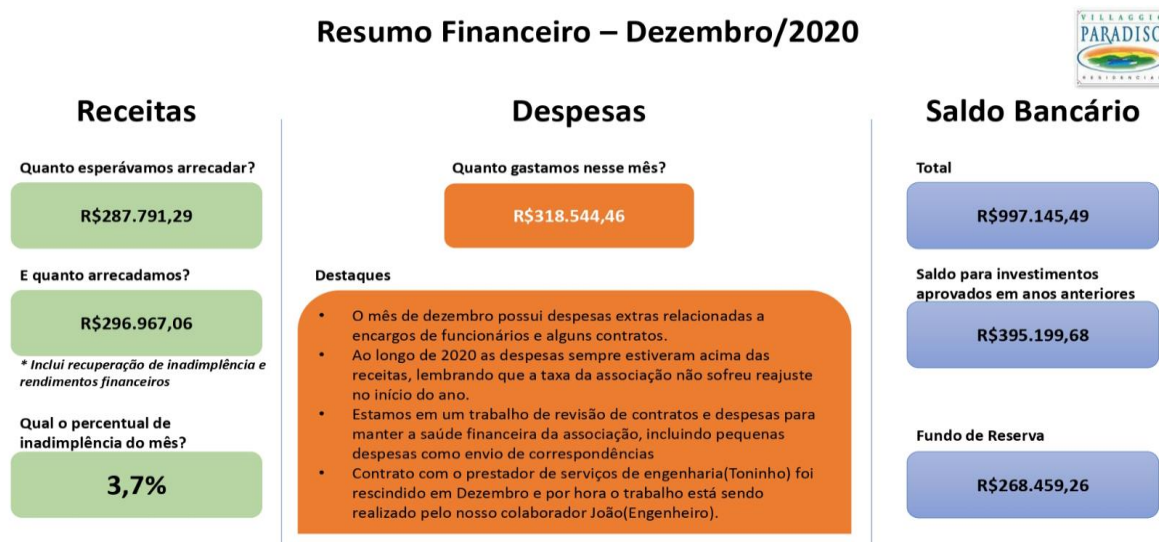 Resumo Financeiro – Dezembro/2020
VILLAGGIO
PARADISO
RESIDENCIAL
Receitas
Quanto esperávamos arrecadar?
R$287.791,29
E quanto arrecadamos?
R$296.967,06
* Inclui recuperação de inadimplência e
rendimentos financeiros
Qual o percentual de
inadimplência do mês?
3,7%
Despesas
Quanto gastamos nesse mês?
R$318.544,46
Destaques
• O mês de dezembro possui despesas extras relacionadas a
encargos de funcionários e alguns contratos.
• Ao longo de 2020 as despesas sempre estiveram acima das
receitas, lembrando que a taxa da associação não sofreu reajuste
no início do ano.
• Estamos em um trabalho de revisão de contratos e despesas para
manter a saúde financeira da associação, incluindo pequenas
despesas como envio de correspondências
• Contrato com o prestador de serviços de engenharia(Toninho) foi
rescindido em Dezembro e por hora o trabalho está sendo
realizado pelo nosso colaborador João(Engenheiro).
Saldo Bancário
Total
R$997.145,49
Saldo para investimentos
aprovados em anos anteriores
R$395.199,68
Fundo de Reserva
R$268.459,26